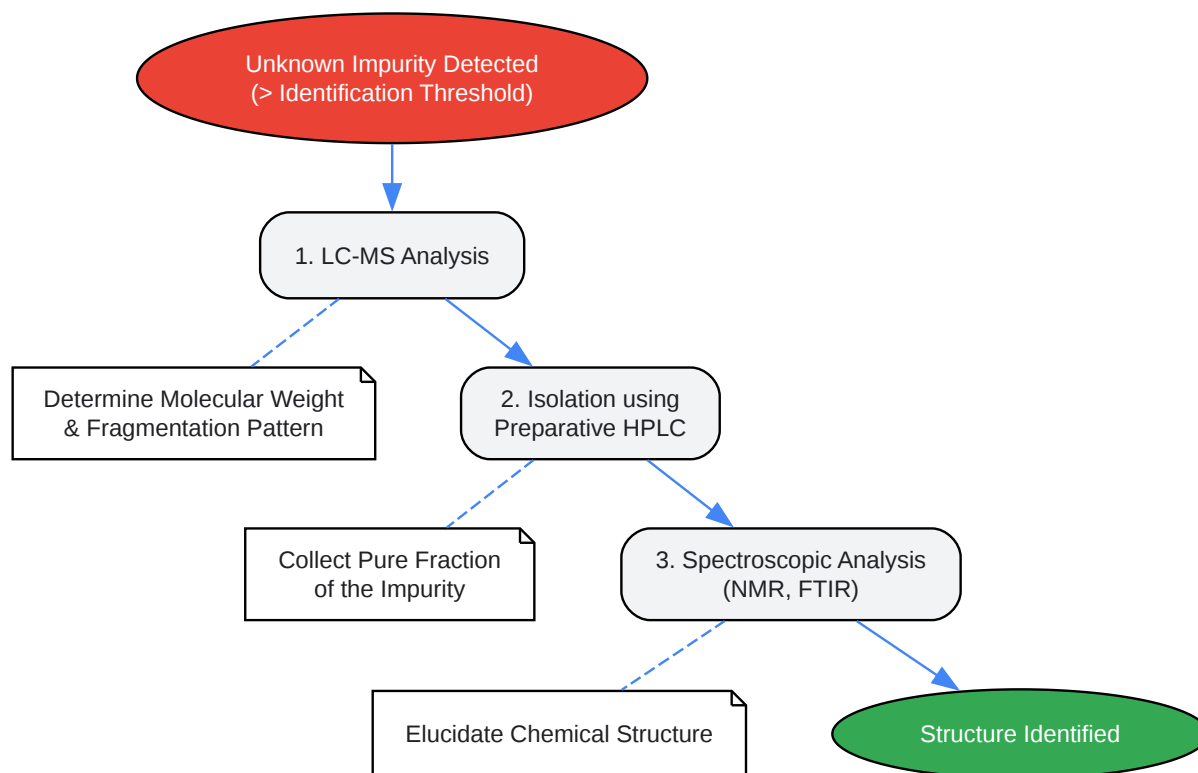 Unknown Impurity Detected
(> Identification Threshold)
1. LC-MS Analysis
Determine Molecular Weight
& Fragmentation Pattern
2. Isolation using
Preparative HPLC
Collect Pure Fraction
of the Impurity
3. Spectroscopic Analysis
(NMR, FTIR)
Elucidate Chemical Structure
Structure Identified